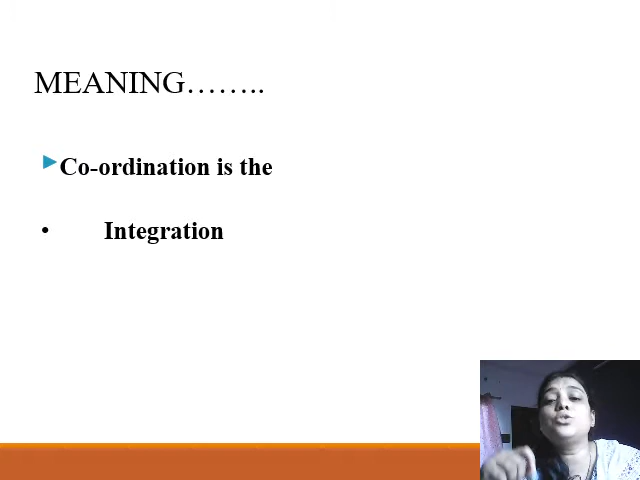 MEANING……..
▶Co-ordination is the
• Integration